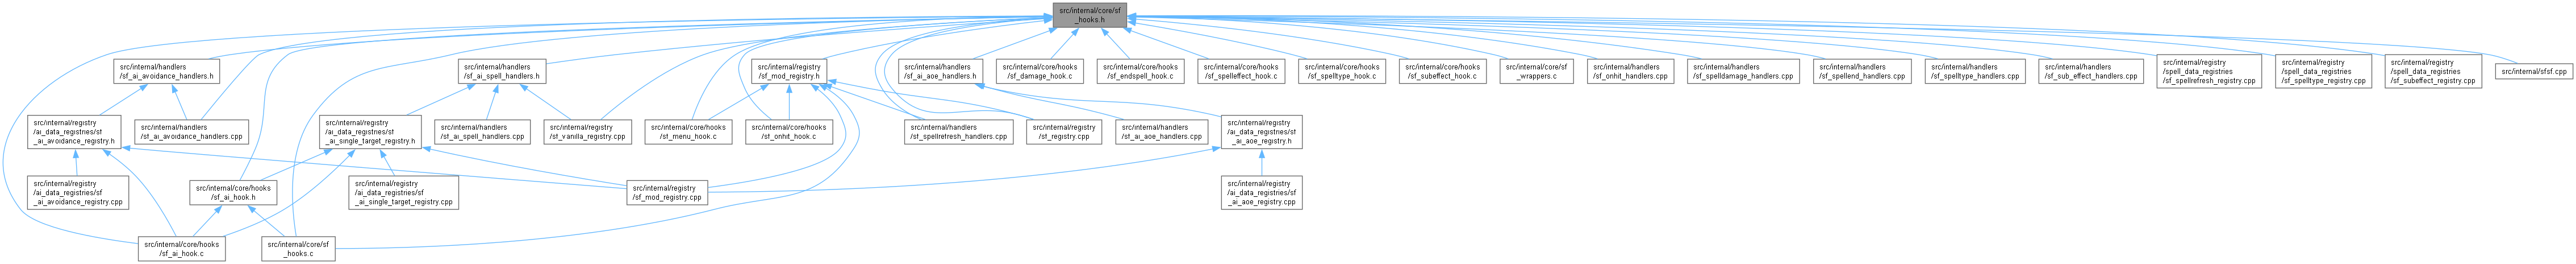 src/internal/core/sf
_hooks.h
src/internal/handlers
/sf_ai_avoidance_handlers.h
src/internal/handlers
/sf_ai_spell_handlers.h
src/internal/registry
/sf_mod_registry.h
src/internal/handlers
/sf_ai_aoe_handlers.h
src/internal/core/hooks
/sf_damage_hook.c
src/internal/core/hooks
/sf_endspell_hook.c
src/internal/core/hooks
/sf_spelleffect_hook.c
src/internal/core/hooks
/sf_spelltype_hook.c
src/internal/core/hooks
/sf_subeffect_hook.c
src/internal/core/sf
_wrappers.c
src/internal/handlers
/sf_onhit_handlers.cpp
src/internal/handlers
/sf_spelldamage_handlers.cpp
src/internal/handlers
/sf_spellend_handlers.cpp
src/internal/handlers
/sf_spelltype_handlers.cpp
src/internal/handlers
/sf_sub_effect_handlers.cpp
src/internal/registry
/spell_data_registries
/sf_spellrefresh_registry.cpp
src/internal/registry
/spell_data_registries
/sf_spelltype_registry.cpp
src/internal/registry
/spell_data_registries
/sf_subeffect_registry.cpp
src/internal/sfsf.cpp
src/internal/registry
/ai_data_registries/sf
_ai_avoidance_registry.h
src/internal/handlers
/sf_ai_avoidance_handlers.cpp
src/internal/registry
/ai_data_registries/sf
_ai_single_target_registry.h
src/internal/handlers
/sf_ai_spell_handlers.cpp
src/internal/registry
/sf_vanilla_registry.cpp
src/internal/core/hooks
/sf_menu_hook.c
src/internal/core/hooks
/sf_onhit_hook.c
src/internal/handlers
/sf_spellrefresh_handlers.cpp
src/internal/registry
/sf_registry.cpp
src/internal/handlers
/sf_ai_aoe_handlers.cpp
src/internal/registry
/ai_data_registries/sf
_ai_aoe_registry.h
src/internal/registry
/ai_data_registries/sf
_ai_avoidance_registry.cpp
src/internal/core/hooks
/sf_ai_hook.h
src/internal/registry
/ai_data_registries/sf
_ai_single_target_registry.cpp
src/internal/registry
/sf_mod_registry.cpp
src/internal/registry
/ai_data_registries/sf
_ai_aoe_registry.cpp
src/internal/core/hooks
/sf_ai_hook.c
src/internal/core/sf
_hooks.c